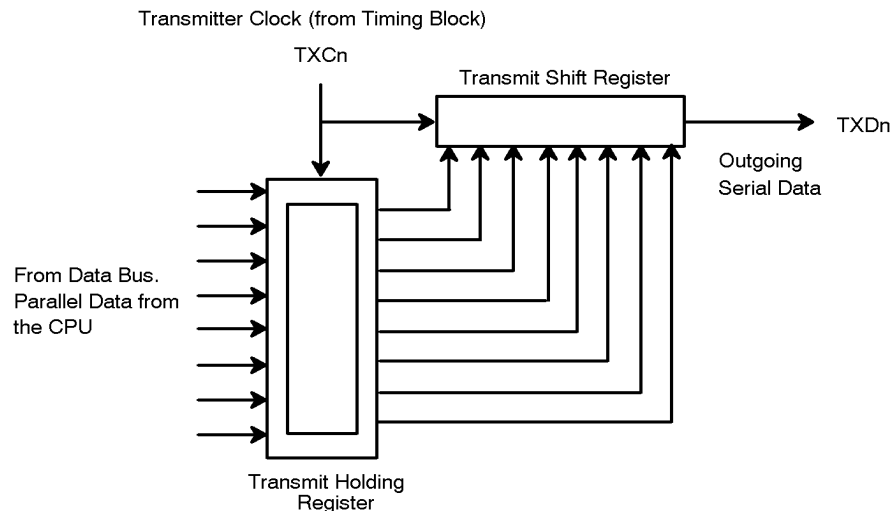 Transmitter Clock (from Timing Block)
TXCn
Transmit Shift Register
TXDn
Outgoing
Serial Data
From Data Bus.
Parallel Data from
the CPU
Transmit Holding
Register